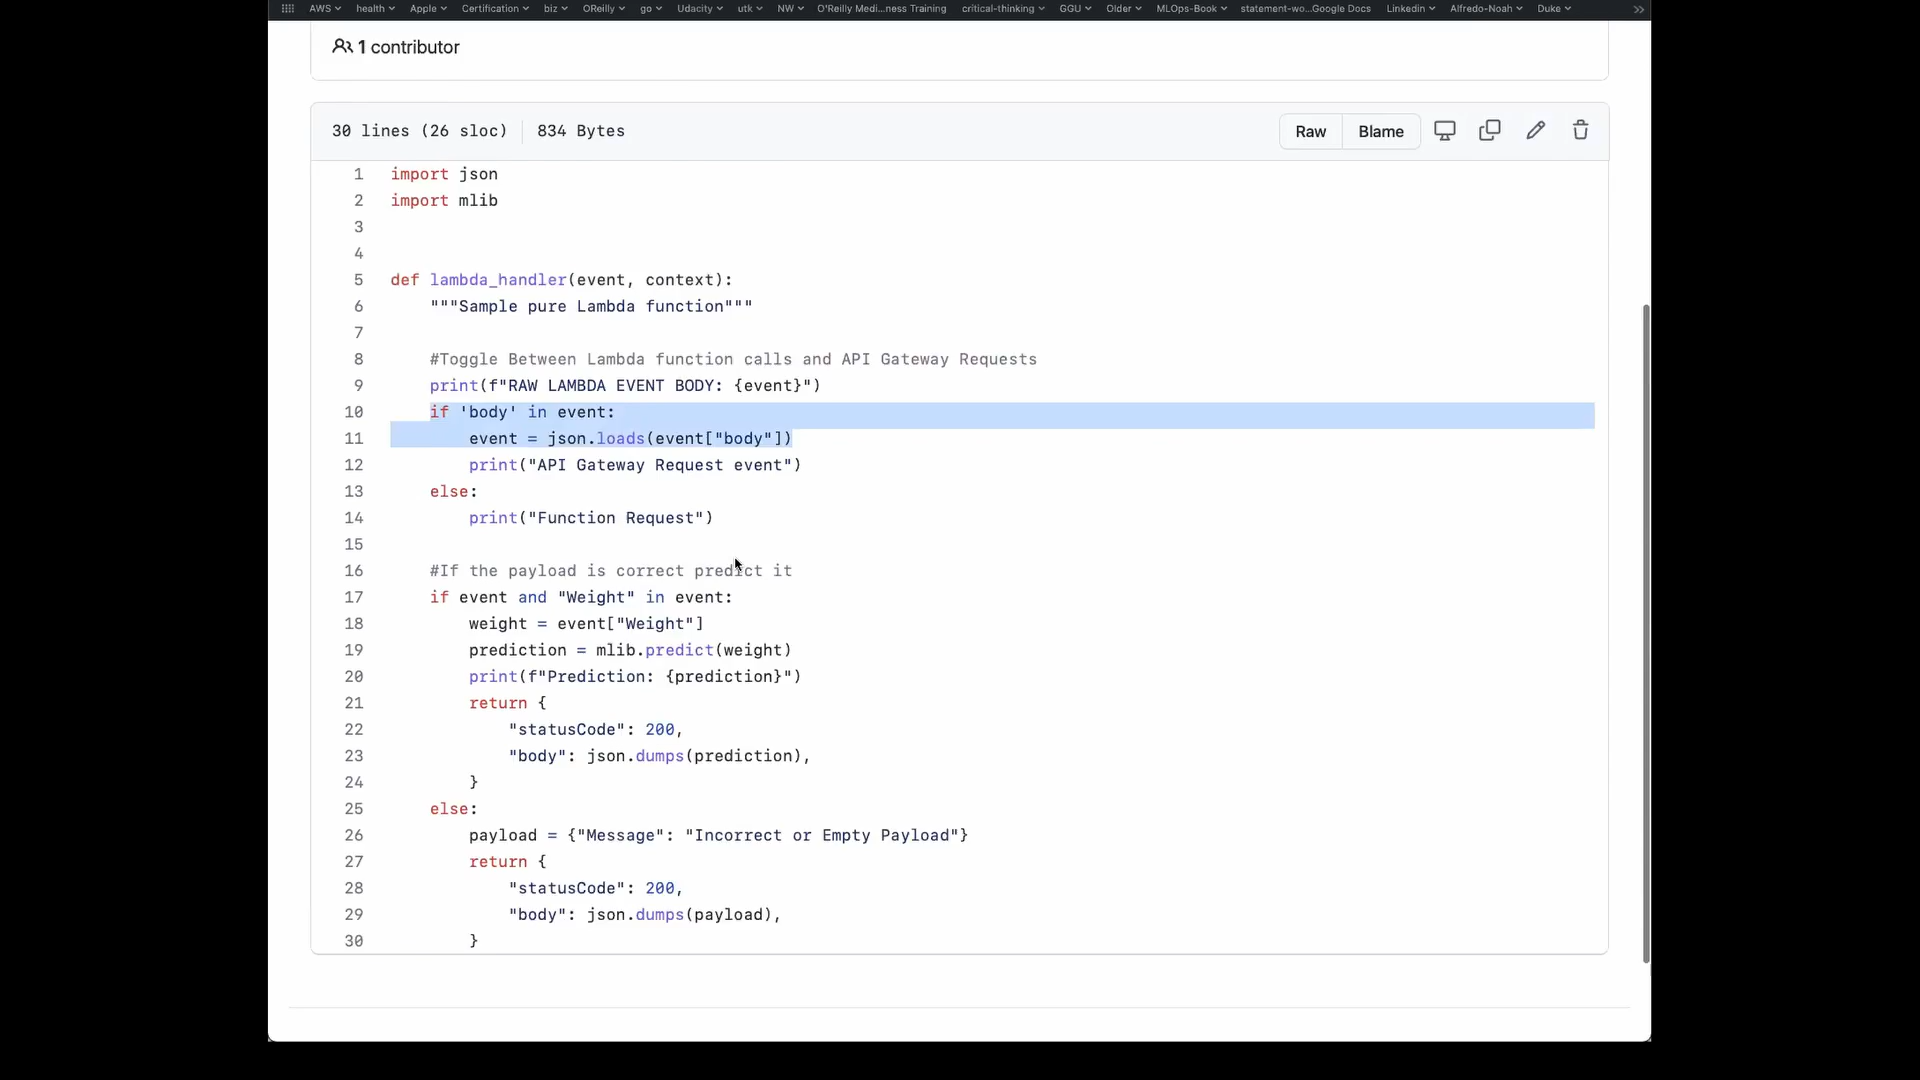 AWS health Apple Certification biz OReilly go Udacity utk NW O'Reilly Medi...ness Training critical-thinking GGU Older MLOps-Book statement-wo...Google Docs Linkedin Alfredo-Noah Duke »
1 contributor
30 lines (26 sloc) 834 Bytes Raw Blame
1 import json
2 import mlib
3
4
5 def lambda_handler(event, context):
6 """Sample pure Lambda function"""
7
8 #Toggle Between Lambda function calls and API Gateway Requests
9 print(f"RAW LAMBDA EVENT BODY: {event}")
10 if 'body' in event:
11 event = json.loads(event["body"])
12 print("API Gateway Request event")
13 else:
14 print("Function Request")
15
16 #If the payload is correct predict it
17 if event and "Weight" in event:
18 weight = event["Weight"]
19 prediction = mlib.predict(weight)
20 print(f"Prediction: {prediction}")
21 return {
22 "statusCode": 200,
23 "body": json.dumps(prediction),
24 }
25 else:
26 payload = {"Message": "Incorrect or Empty Payload"}
27 return {
28 "statusCode": 200,
29 "body": json.dumps(payload),
30 }